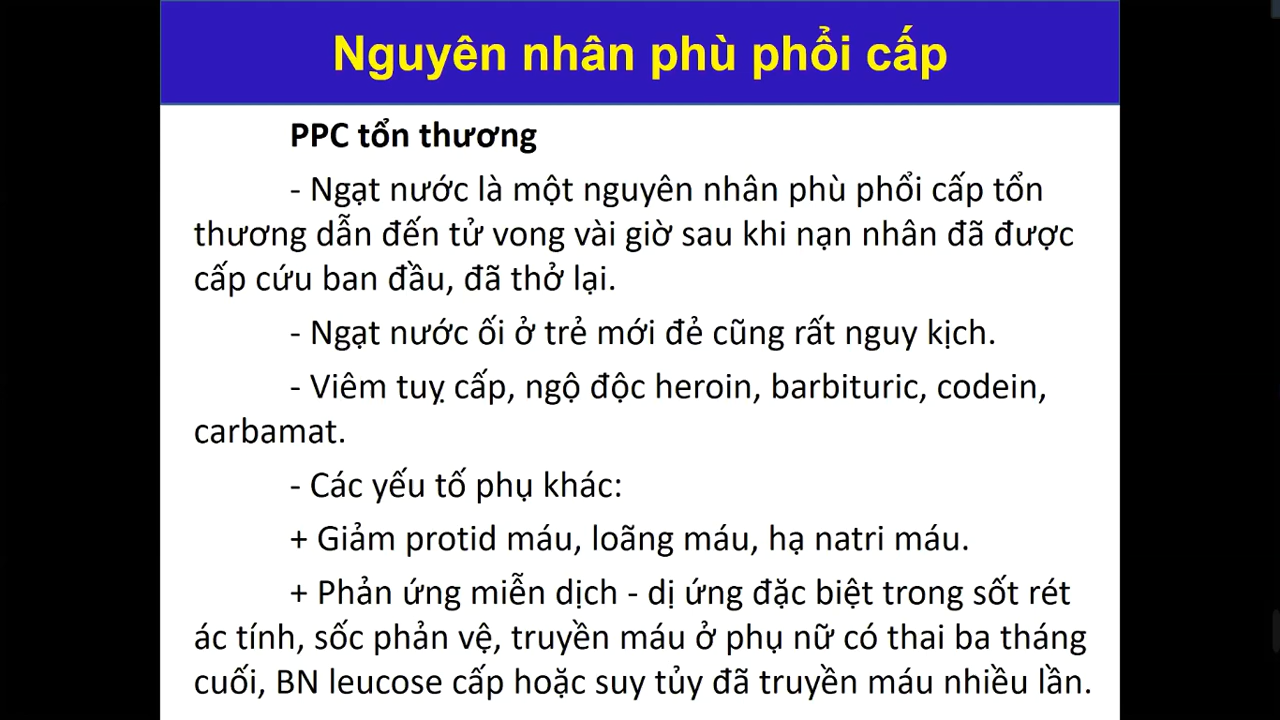 Nguyên nhân phù phổi cấp
PPC tổn thương
- Ngạt nước là một nguyên nhân phù phổi cấp tổn
thương dẫn đến tử vong vài giờ sau khi nạn nhân đã được
cấp cứu ban đầu, đã thở lại.
- Ngạt nước ối ở trẻ mới đẻ cũng rất nguy kịch.
- Viêm tuỵ cấp, ngộ độc heroin, barbituric, codein,
carbamat.
- Các yếu tố phụ khác:
+ Giảm protid máu, loãng máu, hạ natri máu.
+ Phản ứng miễn dịch - dị ứng đặc biệt trong sốt rét
ác tính, sốc phản vệ, truyền máu ở phụ nữ có thai ba tháng
cuối, BN leucose cấp hoặc suy tủy đã truyền máu nhiều lần.